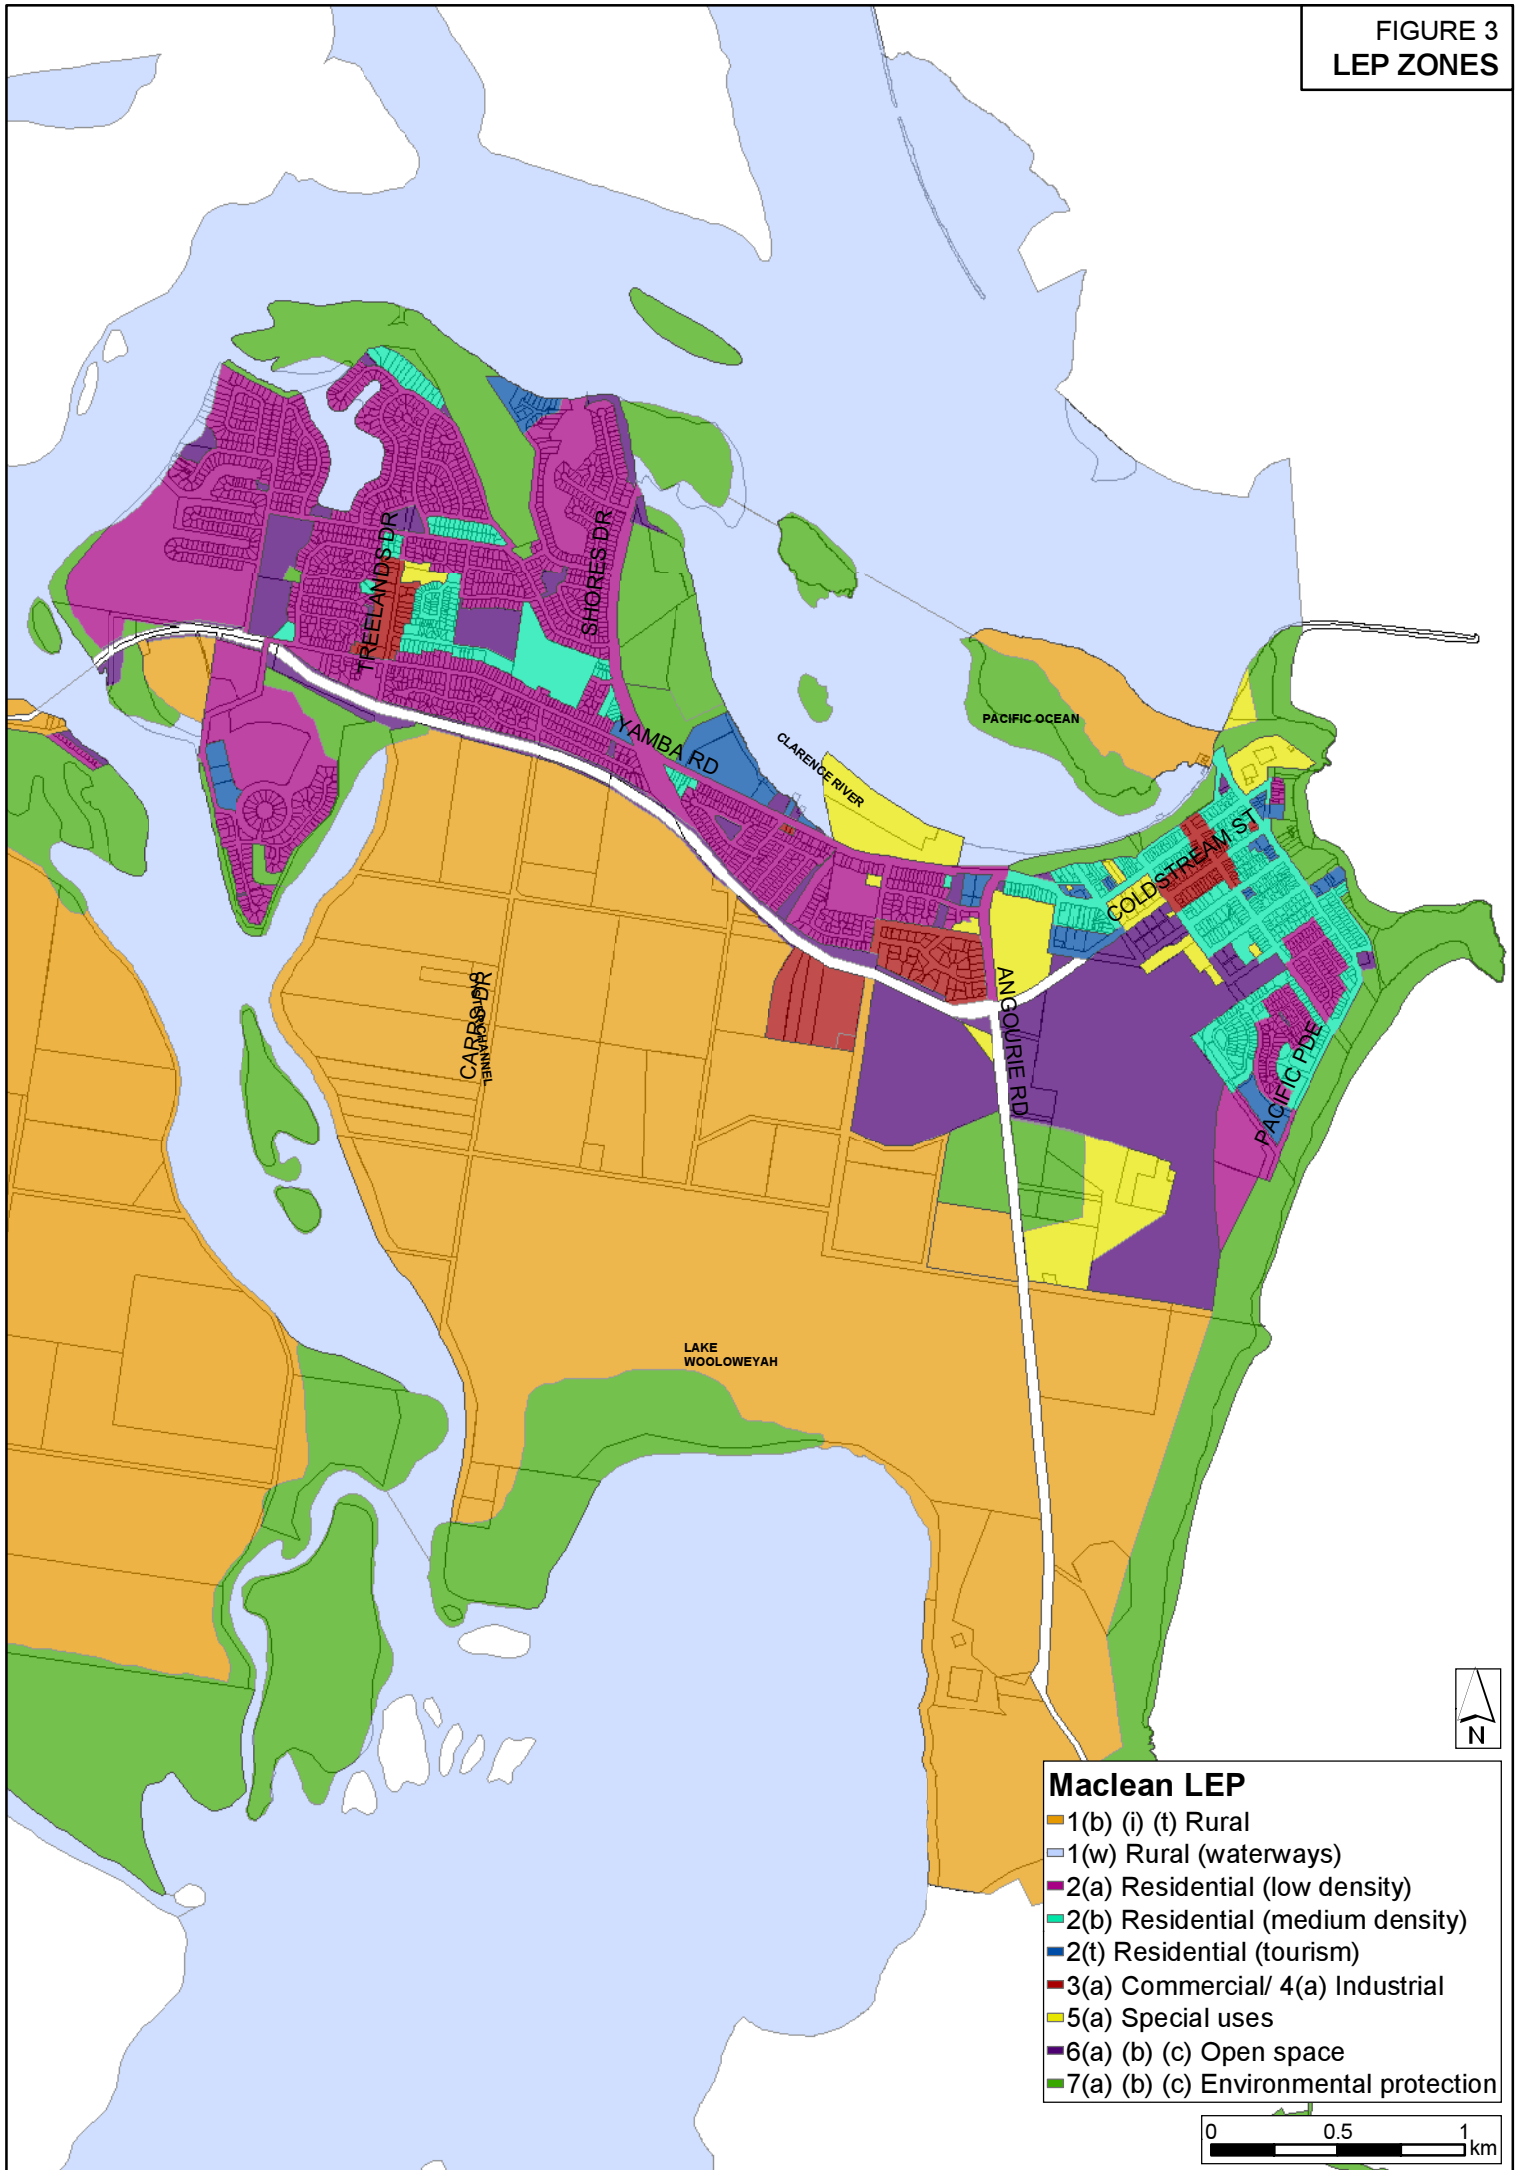 FIGURE 3
LEP ZONES
TREELANDS DR
SHORES DR
YAMBA RD
PACIFIC OCEAN
CLARENCE RIVER
COLDSTREAM ST
CARRS DR
CHANNEL
ANGOURIE RD
PACIFIC PDE
LAKE
WOOLOWEYAH
N
Maclean LEP
1(b) (i) (t) Rural
1(w) Rural (waterways)
2(a) Residential (low density)
2(b) Residential (medium density)
2(t) Residential (tourism)
3(a) Commercial/ 4(a) Industrial
5(a) Special uses
6(a) (b) (c) Open space
7(a) (b) (c) Environmental protection
0 0.5 1
km